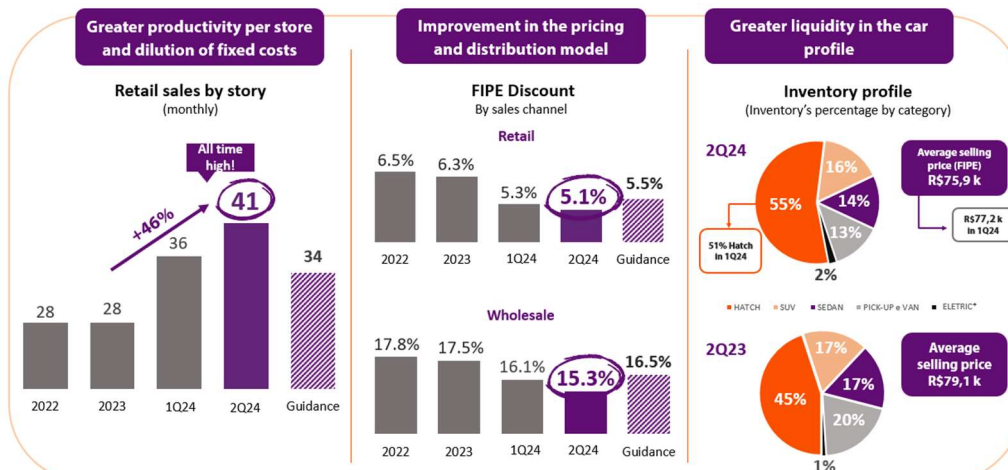 Greater productivity per store
and dilution of fixed costs
Retail sales by story
(monthly)
All time
high!
+46%
28
28
36
41
34
2022
2023
1Q24
2Q24
Guidance
Improvement in the pricing
and distribution model
FIPE Discount
By sales channel
Retail
6.5%
6.3%
5.3%
5.1%
5.5%
2022
2023
1Q24
2Q24
Guidance
Wholesale
17.8%
17.5%
16.1%
15.3%
16.5%
2022
2023
1Q24
2Q24
Guidance
Greater liquidity in the car
profile
Inventory profile
(Inventory's percentage by category)
2Q24
55%
16%
14%
13%
2%
51% Hatch
in 1Q24
Average selling
price (FIPE)
R$75,9 k
R$77,2 k
in 1Q24
HATCH
SUV
SEDAN
PICK-UP e VAN
ELETRIC*
2Q23
45%
17%
17%
20%
1%
Average
selling price
R$79,1 k